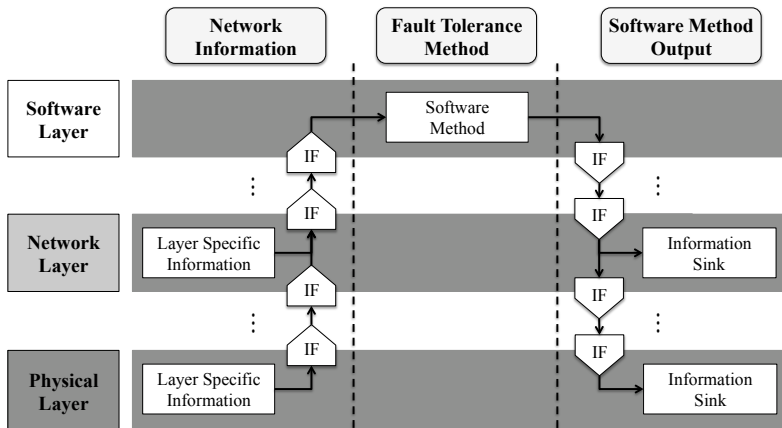 Network
Information
Fault Tolerance
Method
Software Method
Output
Software
Layer
Software
Method
IF
IF
⋮
⋮
IF
IF
Network
Layer
Layer Specific
Information
Information
Sink
IF
IF
⋮
⋮
IF
IF
Physical
Layer
Layer Specific
Information
Information
Sink